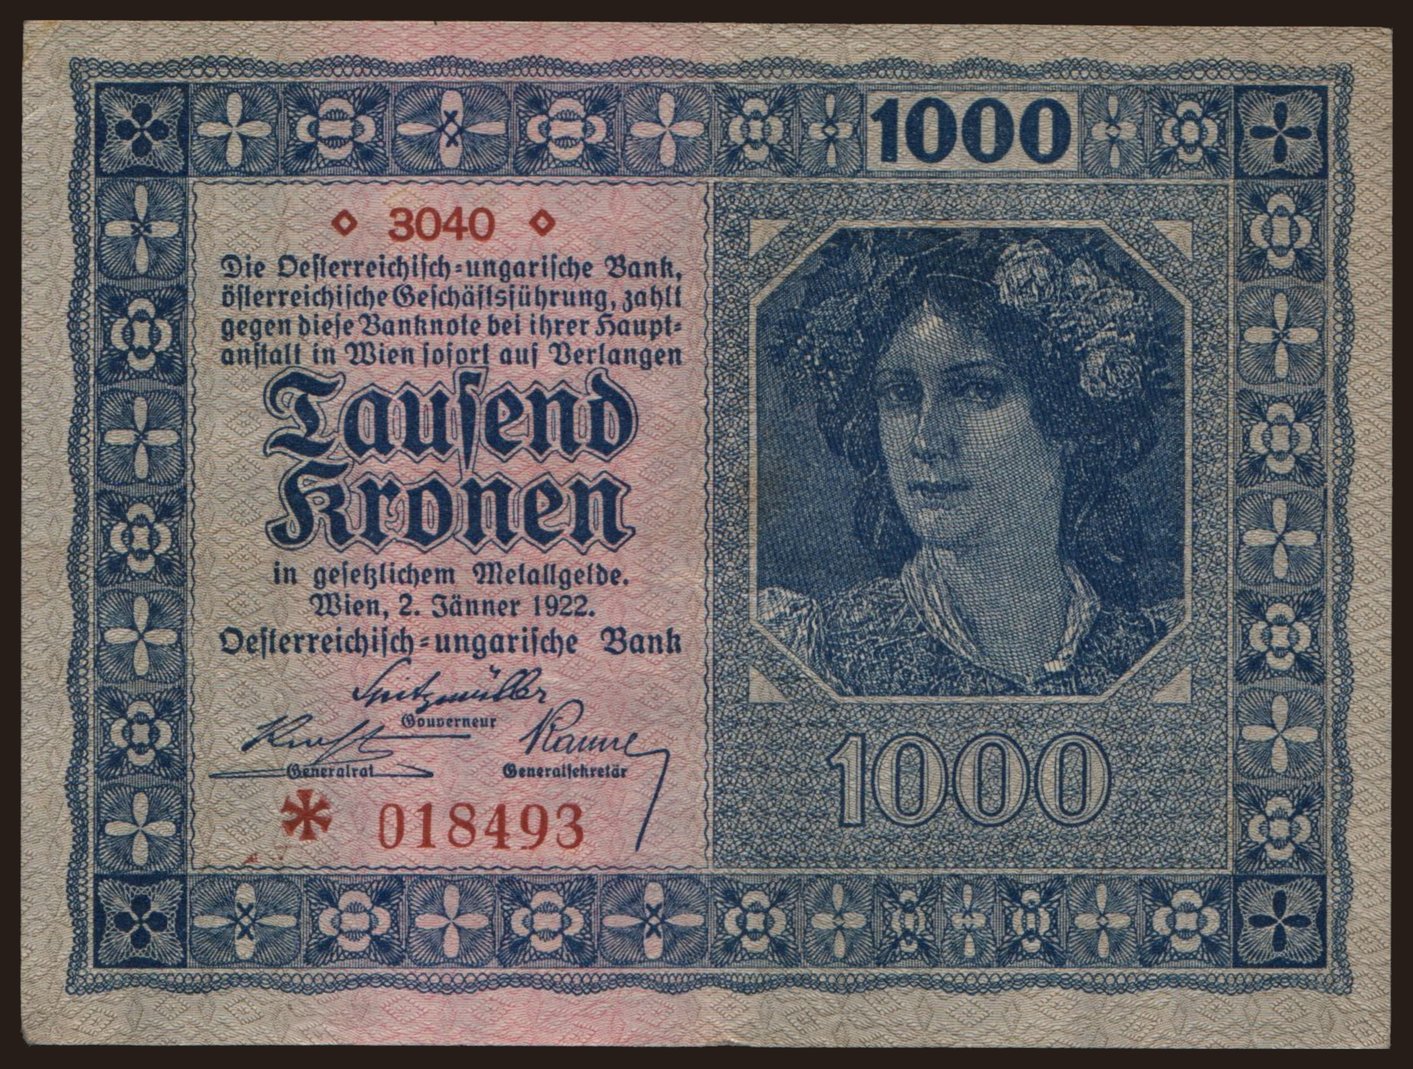 1000
◇ 3040 ◇
Die Oesterreichisch-ungarische Bank,
österreichische Geschäftsführung, zahlt
gegen diese Banknote bei ihrer Haupt-
anstalt in Wien sofort auf Verlangen
Tausend
Kronen
in gesetzlichem Metallgelde.
Wien, 2. Jänner 1922.
Oesterreichisch-ungarische Bank
Spitzmüller
Gouverneur
Generalrat
Generalsekretär
* 018493
1000